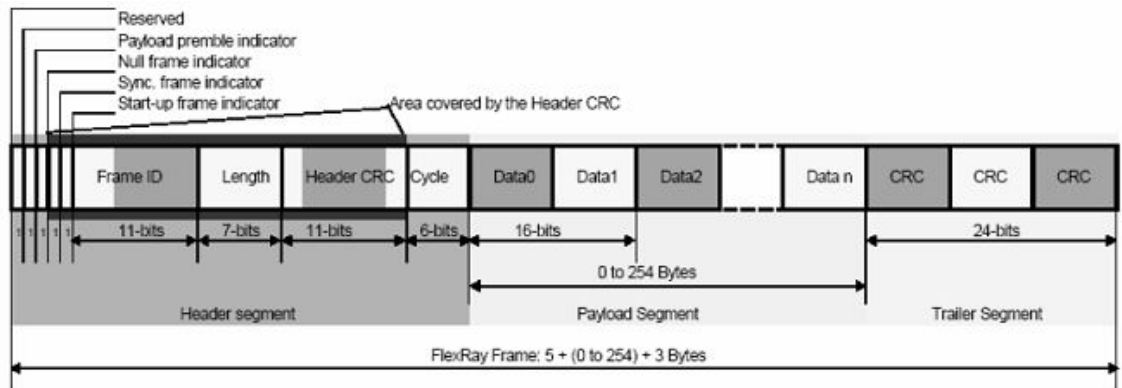 Reserved
Payload premble indicator
Null frame indicator
Sync. frame indicator
Start-up frame indicator
Area covered by the Header CRC
Frame ID Length Header CRC Cycle Data0 Data1 Data2 Data n CRC CRC CRC
1 1 1 1 1 11-bits 7-bits 11-bits 6-bits 16-bits 24-bits
0 to 254 Bytes
Header segment Payload Segment Trailer Segment
FlexRay Frame: 5 + (0 to 254) + 3 Bytes